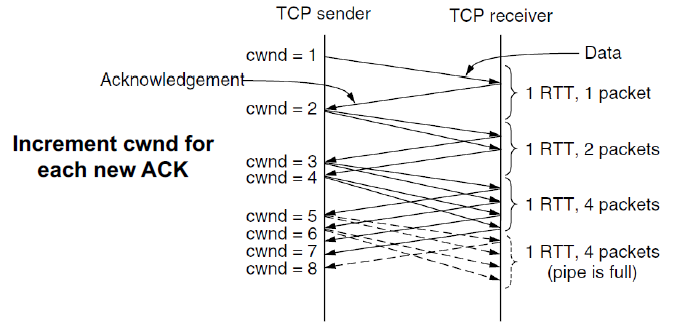 TCP sender
TCP receiver
cwnd = 1
Data
Acknowledgement
1 RTT, 1 packet
cwnd = 2
Increment cwnd for
each new ACK
1 RTT, 2 packets
cwnd = 3
cwnd = 4
1 RTT, 4 packets
cwnd = 5
cwnd = 6
cwnd = 7
cwnd = 8
1 RTT, 4 packets
(pipe is full)